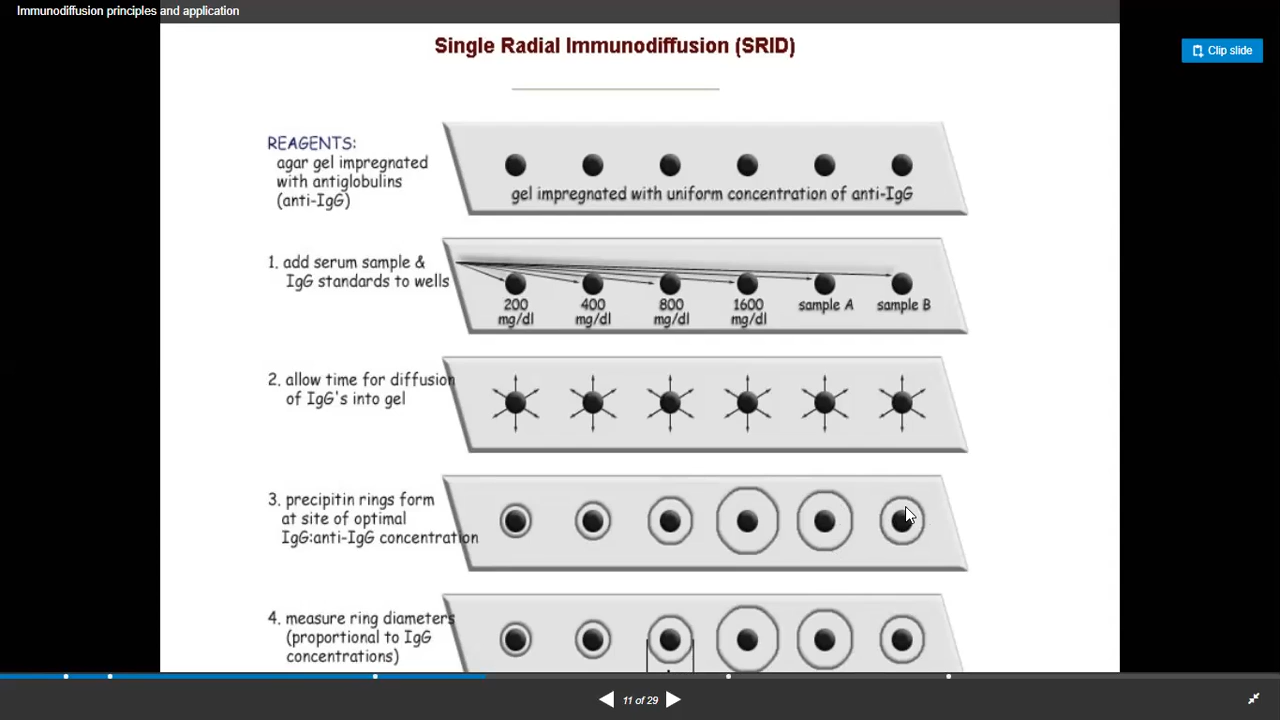 Immunodiffusion principles and application
Single Radial Immunodiffusion (SRID)
Clip slide
REAGENTS:
agar gel impregnated
with antiglobulins
(anti-IgG)
gel impregnated with uniform concentration of anti-IgG
1. add serum sample &
IgG standards to wells
200 mg/dl
400 mg/dl
800 mg/dl
1600 mg/dl
sample A
sample B
2. allow time for diffusion
of IgG's into gel
3. precipitin rings form
at site of optimal
IgG:anti-IgG concentration
4. measure ring diameters
(proportional to IgG
concentrations)
11 of 29